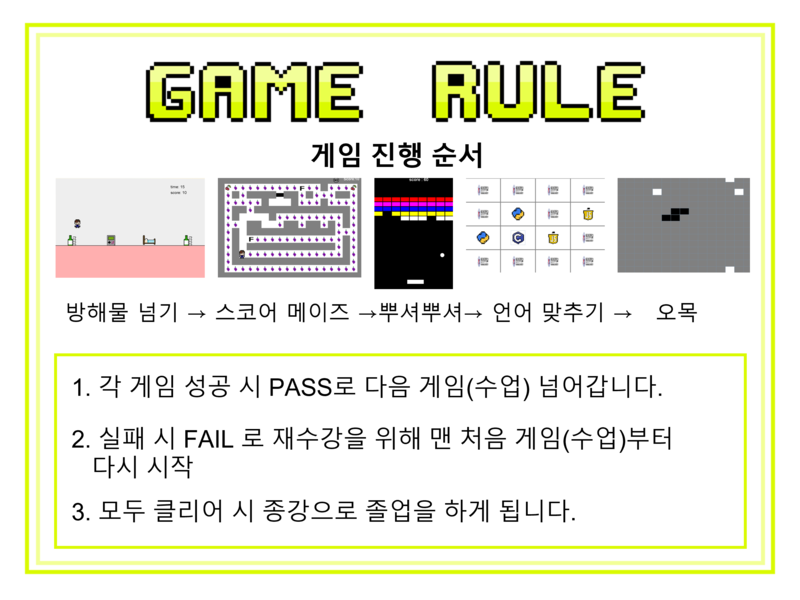 GAME RULE
게임 진행 순서
time: 15
score: 10
F
F
방해물 넘기 → 스코어 메이즈 →뿌셔뿌셔→ 언어 맞추기 → 오목
1. 각 게임 성공 시 PASS로 다음 게임(수업) 넘어갑니다.
2. 실패 시 FAIL 로 재수강을 위해 맨 처음 게임(수업)부터
다시 시작
3. 모두 클리어 시 종강으로 졸업을 하게 됩니다.